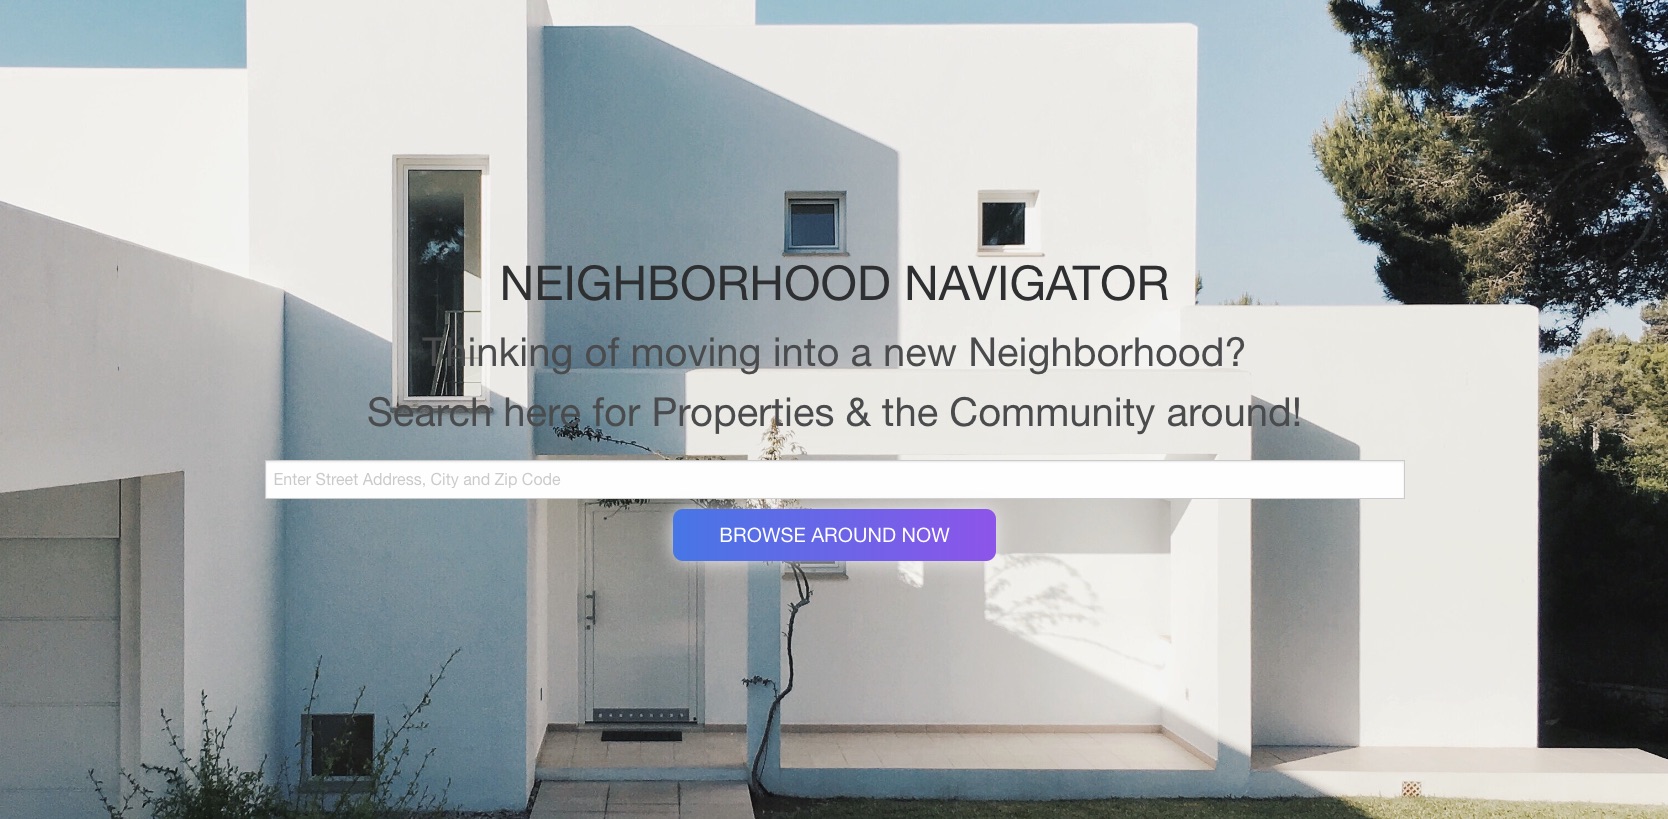 NEIGHBORHOOD NAVIGATOR
Thinking of moving into a new Neighborhood?
Search here for Properties & the Community around!
Enter Street Address, City and Zip Code
BROWSE AROUND NOW